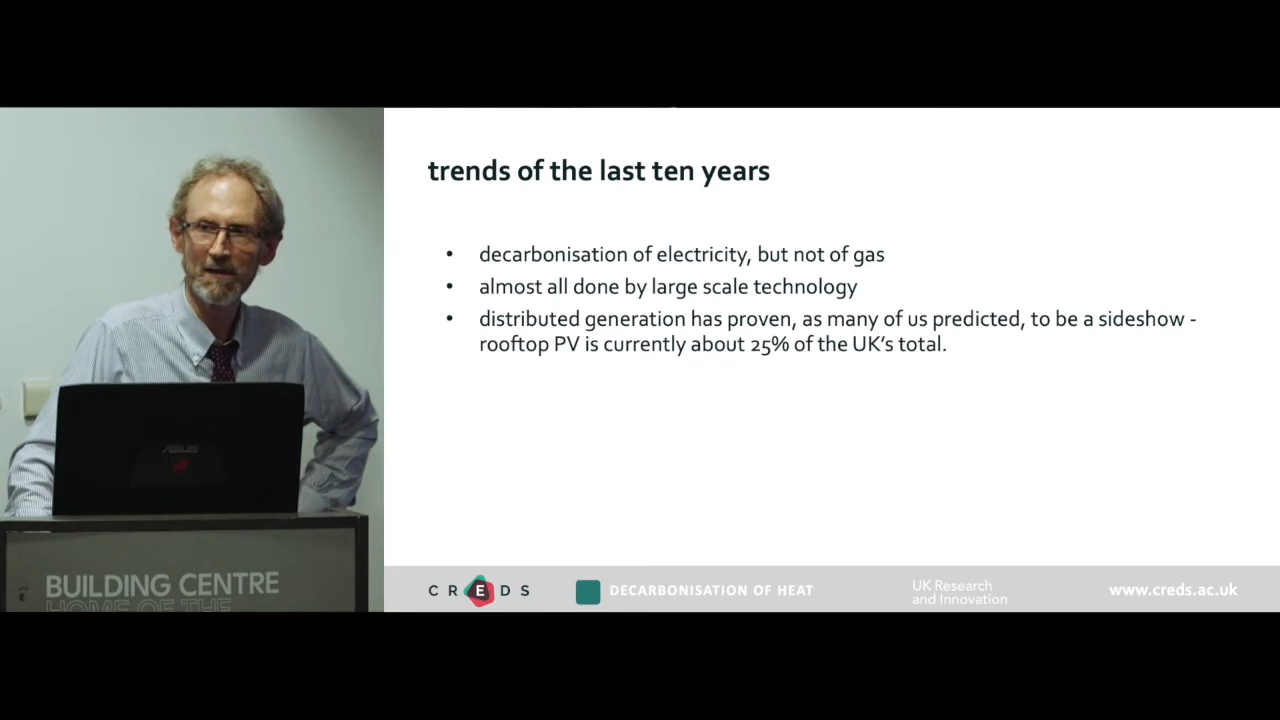 trends of the last ten years
• decarbonisation of electricity, but not of gas
• almost all done by large scale technology
• distributed generation has proven, as many of us predicted, to be a sideshow -
rooftop PV is currently about 25% of the UK's total.
ASUS
BUILDING CENTRE
HOME OF THE
CREDS
DECARBONISATION OF HEAT
UK Research
and Innovation
www.creds.ac.uk